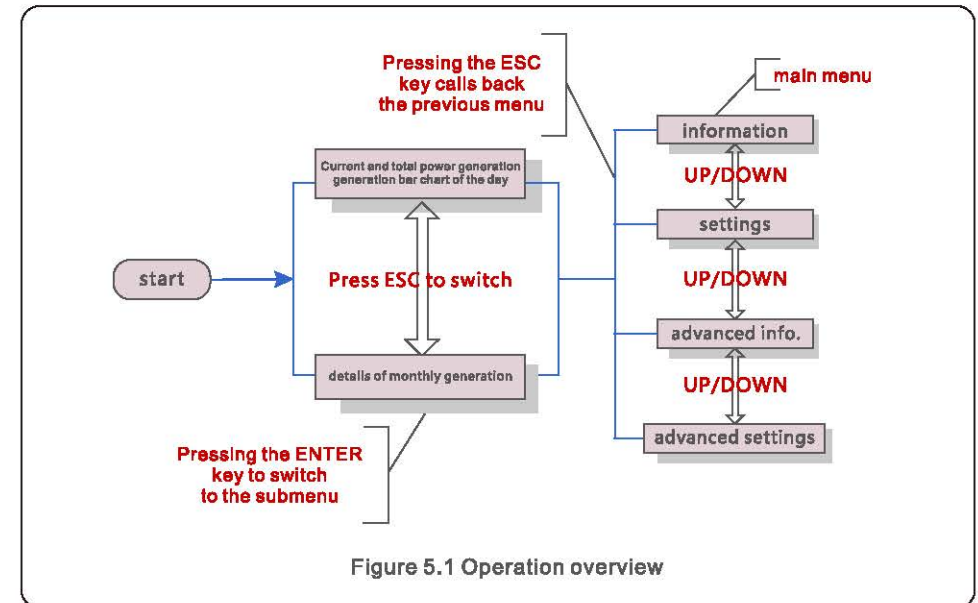 Pressing the ESC
key calls back
the previous menu
main menu
information
Current and total power generation
generation bar chart of the day
UP/DOWN
settings
start
Press ESC to switch
UP/DOWN
advanced info.
details of monthly generation
UP/DOWN
advanced settings
Pressing the ENTER
key to switch
to the submenu
Figure 5.1 Operation overview